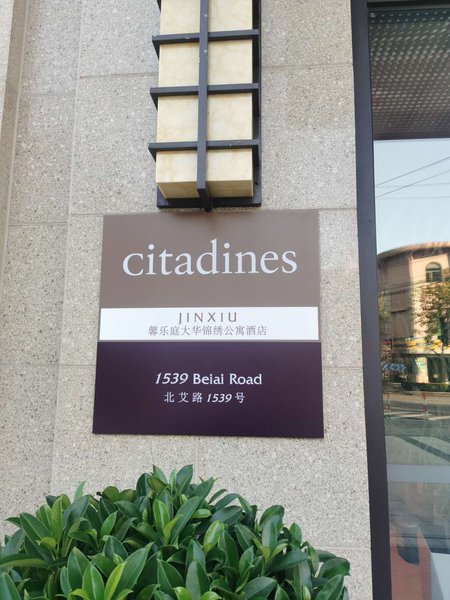 citadines
JINXIU
馨乐庭大华锦绣公寓酒店
1539 Beiai Road
北艾路1539号